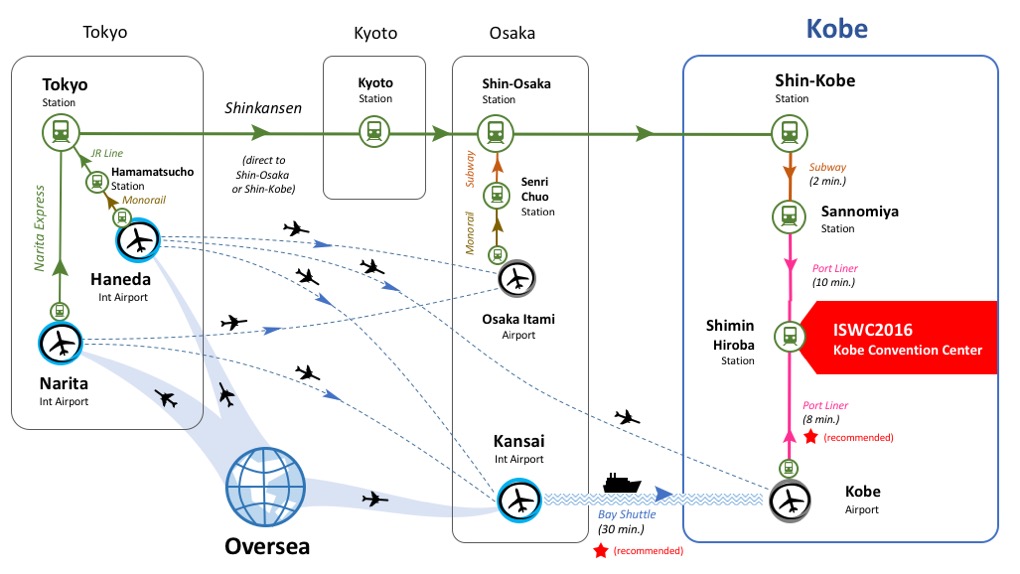 Tokyo
Kyoto
Osaka
Kobe
Tokyo
Station
Shinkansen
(direct to
Shin-Osaka
or Shin-Kobe)
Kyoto
Station
Shin-Osaka
Station
Shin-Kobe
Station
JR Line
Hamamatsucho
Station
Monorail
Narita Express
Haneda
Int Airport
Narita
Int Airport
Subway
Senri
Chuo
Station
Monorail
Osaka Itami
Airport
Subway
(2 min.)
Sannomiya
Station
Port Liner
(10 min.)
Shimin
Hiroba
Station
ISWC2016
Kobe Convention Center
Port Liner
(8 min.)
(recommended)
Kansai
Int Airport
Kobe
Airport
Bay Shuttle
(30 min.)
(recommended)
Oversea